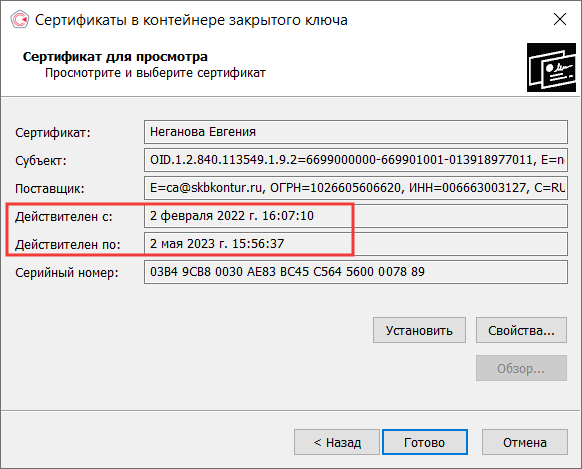 Сертификаты в контейнере закрытого ключа
Сертификат для просмотра
Просмотрите и выберите сертификат
Сертификат: Неганова Евгения
Субъект: OID.1.2.840.113549.1.9.2=6699000000-669901001-013918977011, E=n
Поставщик: E=ca@skbkontur.ru, ОГРН=1026605606620, ИНН=006663003127, C=RU
Действителен с: 2 февраля 2022 г. 16:07:10
Действителен по: 2 мая 2023 г. 15:56:37
Серийный номер: 03B4 9CB8 0030 AE83 BC45 C564 5600 0078 89
Установить Свойства...
Обзор...
< Назад Готово Отмена